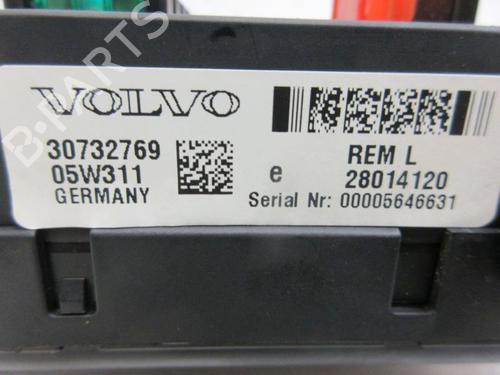 VOLVO
30732769
05W311
GERMANY
e
REM L
28014120
Serial Nr: 00005646631
B-PARTS